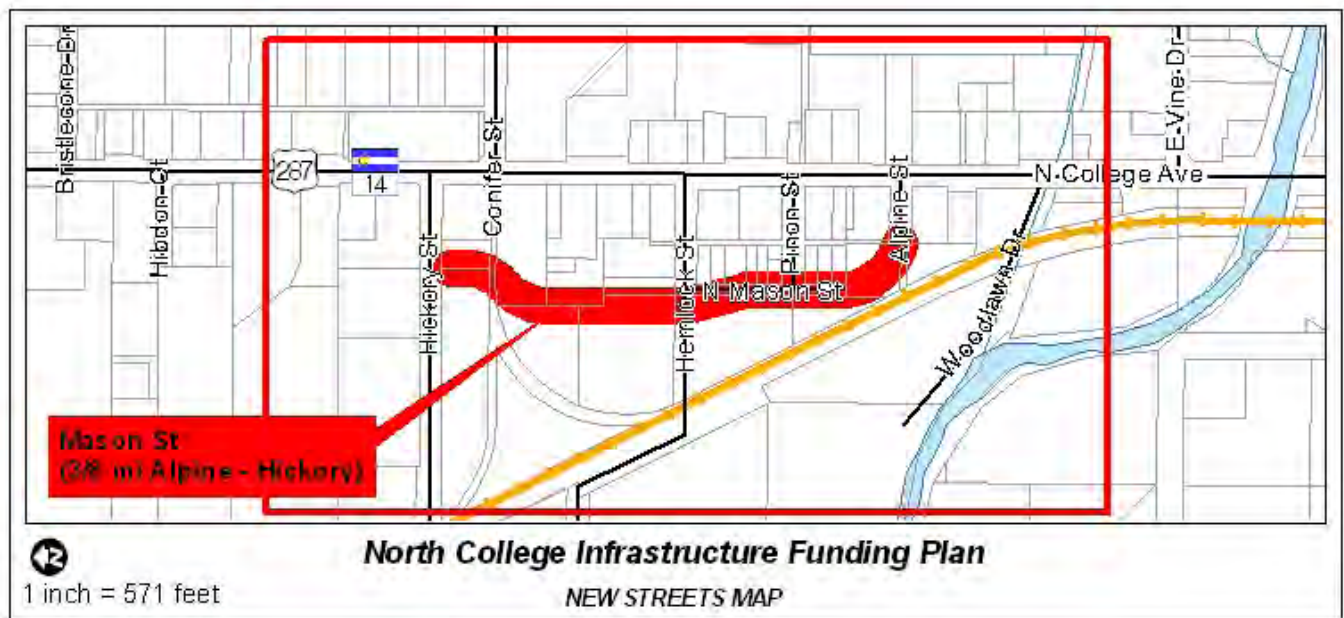 Bristlecone Dr
Hibdon Ct
287
14
Conifer St
Hickory St
Hemlock St
Pinon St
Alpine St
N College Ave
E Vine Dr
N Mason St
Woodlawn Dr
Mason St
(3/8 mi Alpine - Hickory)
North College Infrastructure Funding Plan
1 inch = 571 feet
NEW STREETS MAP